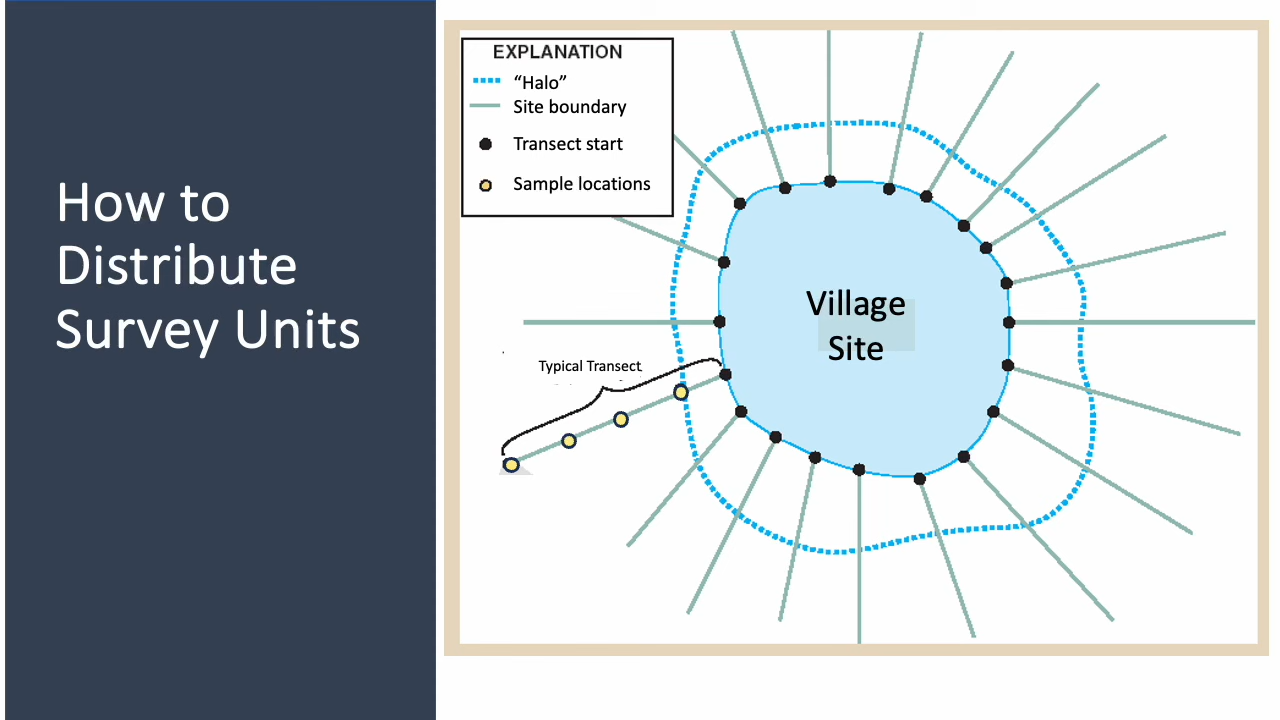 How to
Distribute
Survey Units
EXPLANATION
“Halo”
Site boundary
Transect start
Sample locations
Village
Site
Typical Transect